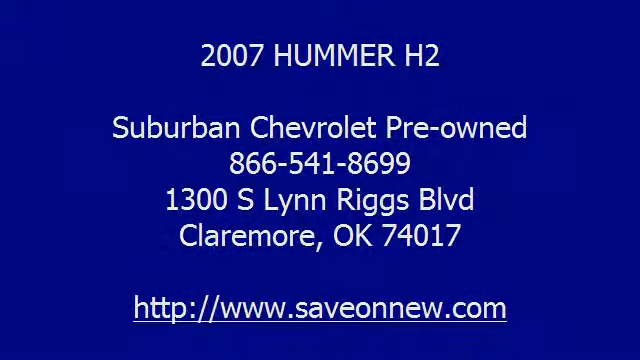 2007 HUMMER H2
Suburban Chevrolet Pre-owned
866-541-8699
1300 S Lynn Riggs Blvd
Claremore, OK 74017
http://www.saveonnew.com